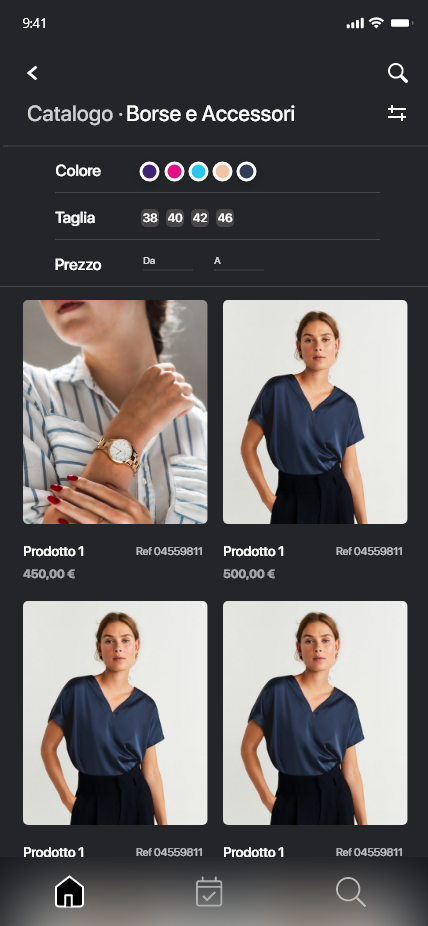 9:41
Catalogo · Borse e Accessori
Colore
Taglia 38 40 42 46
Prezzo Da A
Prodotto 1 Ref 04559811 Prodotto 1 Ref 04559811
450,00 € 500,00 €
Prodotto 1 Ref 04559811 Prodotto 1 Ref 04559811